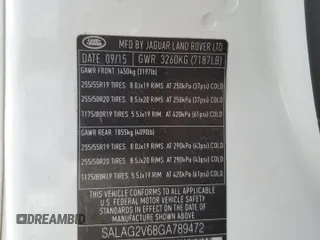 LAND ROVER
MFD BY JAGUAR LAND ROVER LTD
DATE 09/15 GWR 3260KG (7187LB)
GAWR FRONT 1450kg (3197lb)
255/55R19 TIRES. 8.0Jx19 RIMS. AT 250kPa (37psi) COLD
255/50R20 TIRES. 8.5Jx20 RIMS. AT 250kPa (37psi) COLD
T175/80R19 TIRES. 5.5Jx19 RIMS. AT 420kPa (61psi) COLD
GAWR REAR 1855kg (4090lb)
255/55R19 TIRES. 8.0Jx19 RIMS. AT 290kPa (43psi) COLD
255/50R20 TIRES. 8.5Jx20 RIMS. AT 290kPa (43psi) COLD
T175/80R19 TIRES. 5.5Jx19 RIMS. AT 420kPa (61psi) COLD
THIS VEHICLE CONFORMS TO ALL APPLICABLE
U.S. FEDERAL MOTOR VEHICLE SAFETY
STANDARDS IN EFFECT ON THE DATE OF
MANUFACTURE SHOWN ABOVE
SALAG2V68GA789472